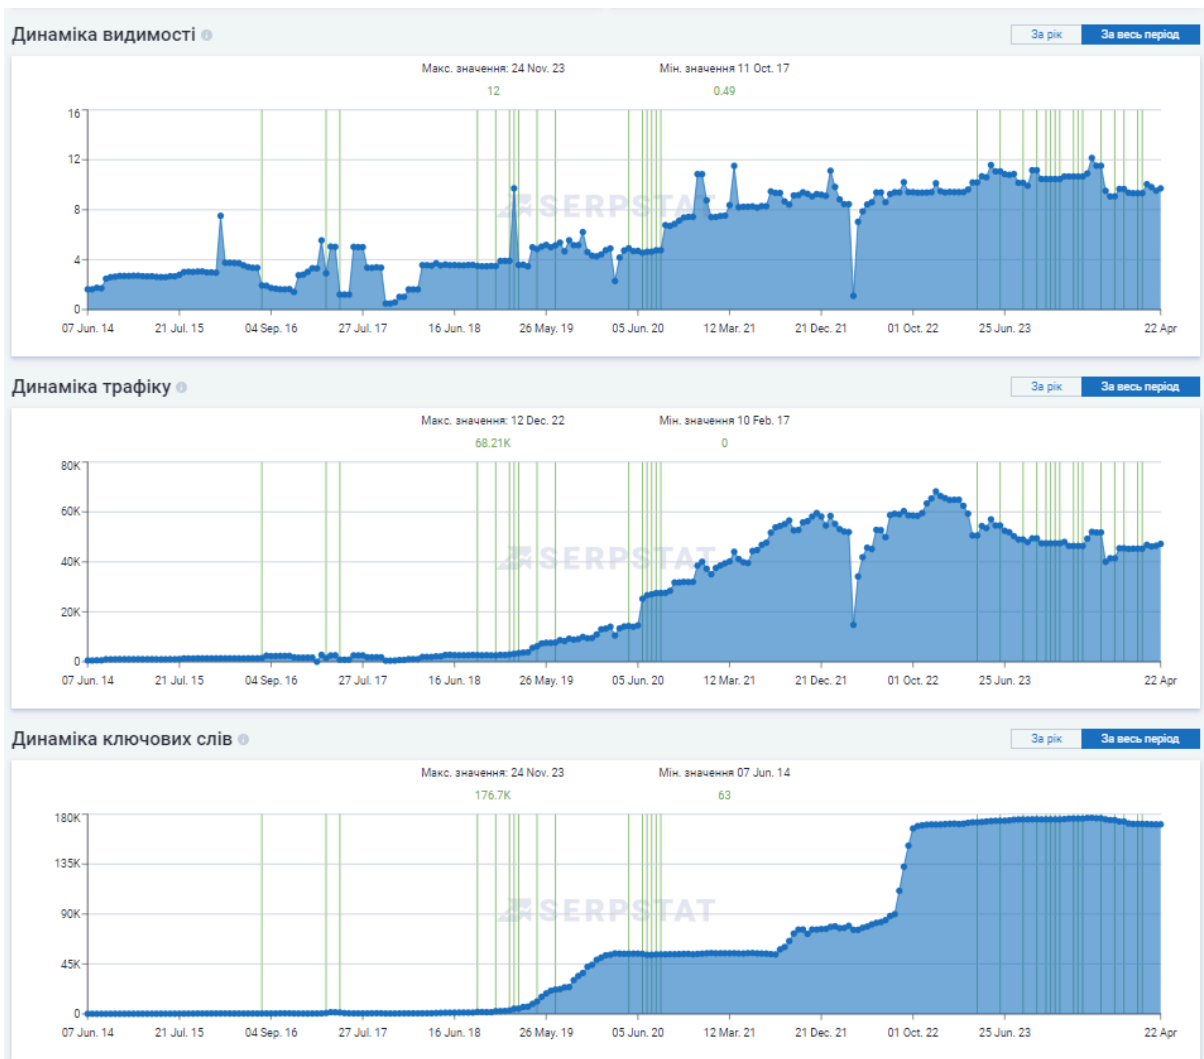 Динаміка видимості
За рік За весь період
Макс. значення: 24 Nov. 23 Мін. значення 11 Oct. 17
12 0.49
16
12
8
4
0
SERPSTAT
07 Jun. 14 21 Jul. 15 04 Sep. 16 27 Jul. 17 16 Jun. 18 26 May. 19 05 Jun. 20 12 Mar. 21 21 Dec. 21 01 Oct. 22 25 Jun. 23 22 Apr
Динаміка трафіку
За рік За весь період
Макс. значення: 12 Dec. 22 Мін. значення 10 Feb. 17
68.21K 0
80K
60K
40K
20K
0
SERPSTAT
07 Jun. 14 21 Jul. 15 04 Sep. 16 27 Jul. 17 16 Jun. 18 26 May. 19 05 Jun. 20 12 Mar. 21 21 Dec. 21 01 Oct. 22 25 Jun. 23 22 Apr
Динаміка ключових слів
За рік За весь період
Макс. значення: 24 Nov. 23 Мін. значення 07 Jun. 14
176.7K 63
180K
135K
90K
45K
0
SERPSTAT
07 Jun. 14 21 Jul. 15 04 Sep. 16 27 Jul. 17 16 Jun. 18 26 May. 19 05 Jun. 20 12 Mar. 21 21 Dec. 21 01 Oct. 22 25 Jun. 23 22 Apr